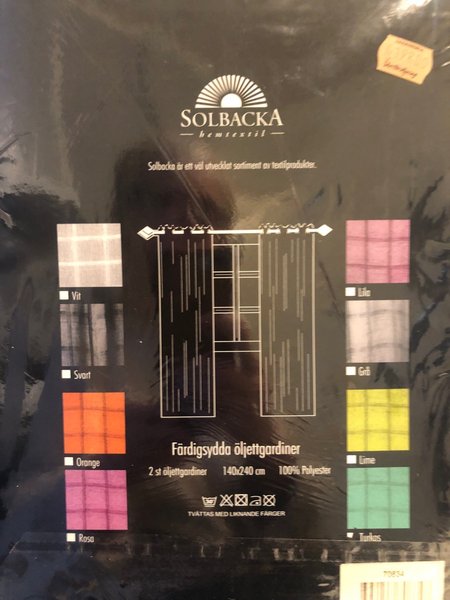 SOLBACKA
hemtextil
Solbacka är ett väl utvecklat sortiment av textilprodukter.
Vit
Lila
Svart
Grå
Orange
Lime
Rosa
Turkos
Färdigsydda öljettgardiner
2 st öljettgardiner 140x240 cm 100% Polyester
TVÄTTAS MED LIKNANDE FÄRGER
70834